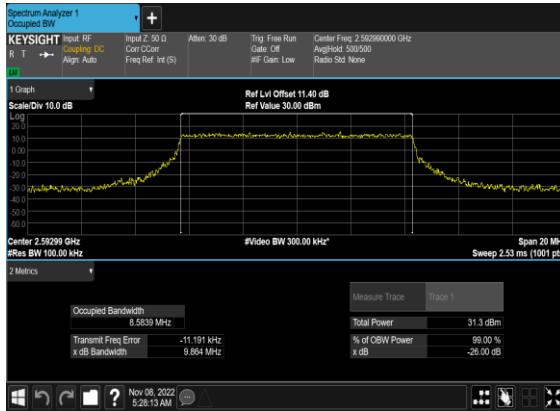 Spectrum Analyzer 1
Occupied BW
KEYSIGHT Input: RF Input Z: 50 Ω Atten: 30 dB Trig: Free Run Center Freq: 2.592990000 GHz
R T Coupling: DC Corr CCorr Gate: Off Avg|Hold: 500/500
Align: Auto Freq Ref: Int (S) #IF Gain: Low Radio Std: None
LXI
1 Graph
Ref Lvl Offset 11.40 dB
Scale/Div 10.0 dB Ref Value 30.00 dBm
Log
20.0
10.0
0.00
-10.0
-20.0
-30.0
-40.0
-50.0
-60.0
Center 2.59299 GHz #Video BW 300.00 kHz* Span 20 MH
#Res BW 100.00 kHz Sweep 2.53 ms (1001 pt
2 Metrics
Measure Trace Trace 1
Occupied Bandwidth
8.5839 MHz Total Power 31.3 dBm
Transmit Freq Error -11.191 kHz % of OBW Power 99.00 %
x dB Bandwidth 9.864 MHz x dB -26.00 dB
? Nov 08, 2022
5:28:13 AM